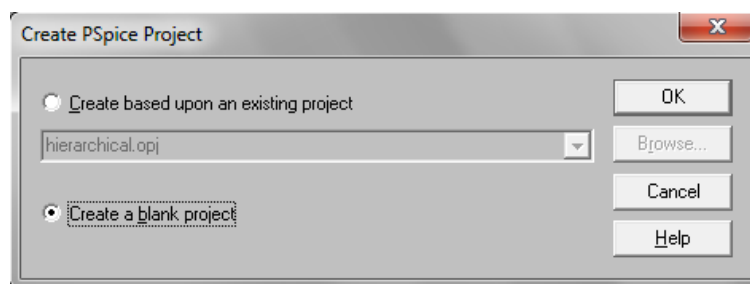 Create PSpice Project
X
Create based upon an existing project
OK
hierarchical.opj
Browse...
Create a blank project
Cancel
Help